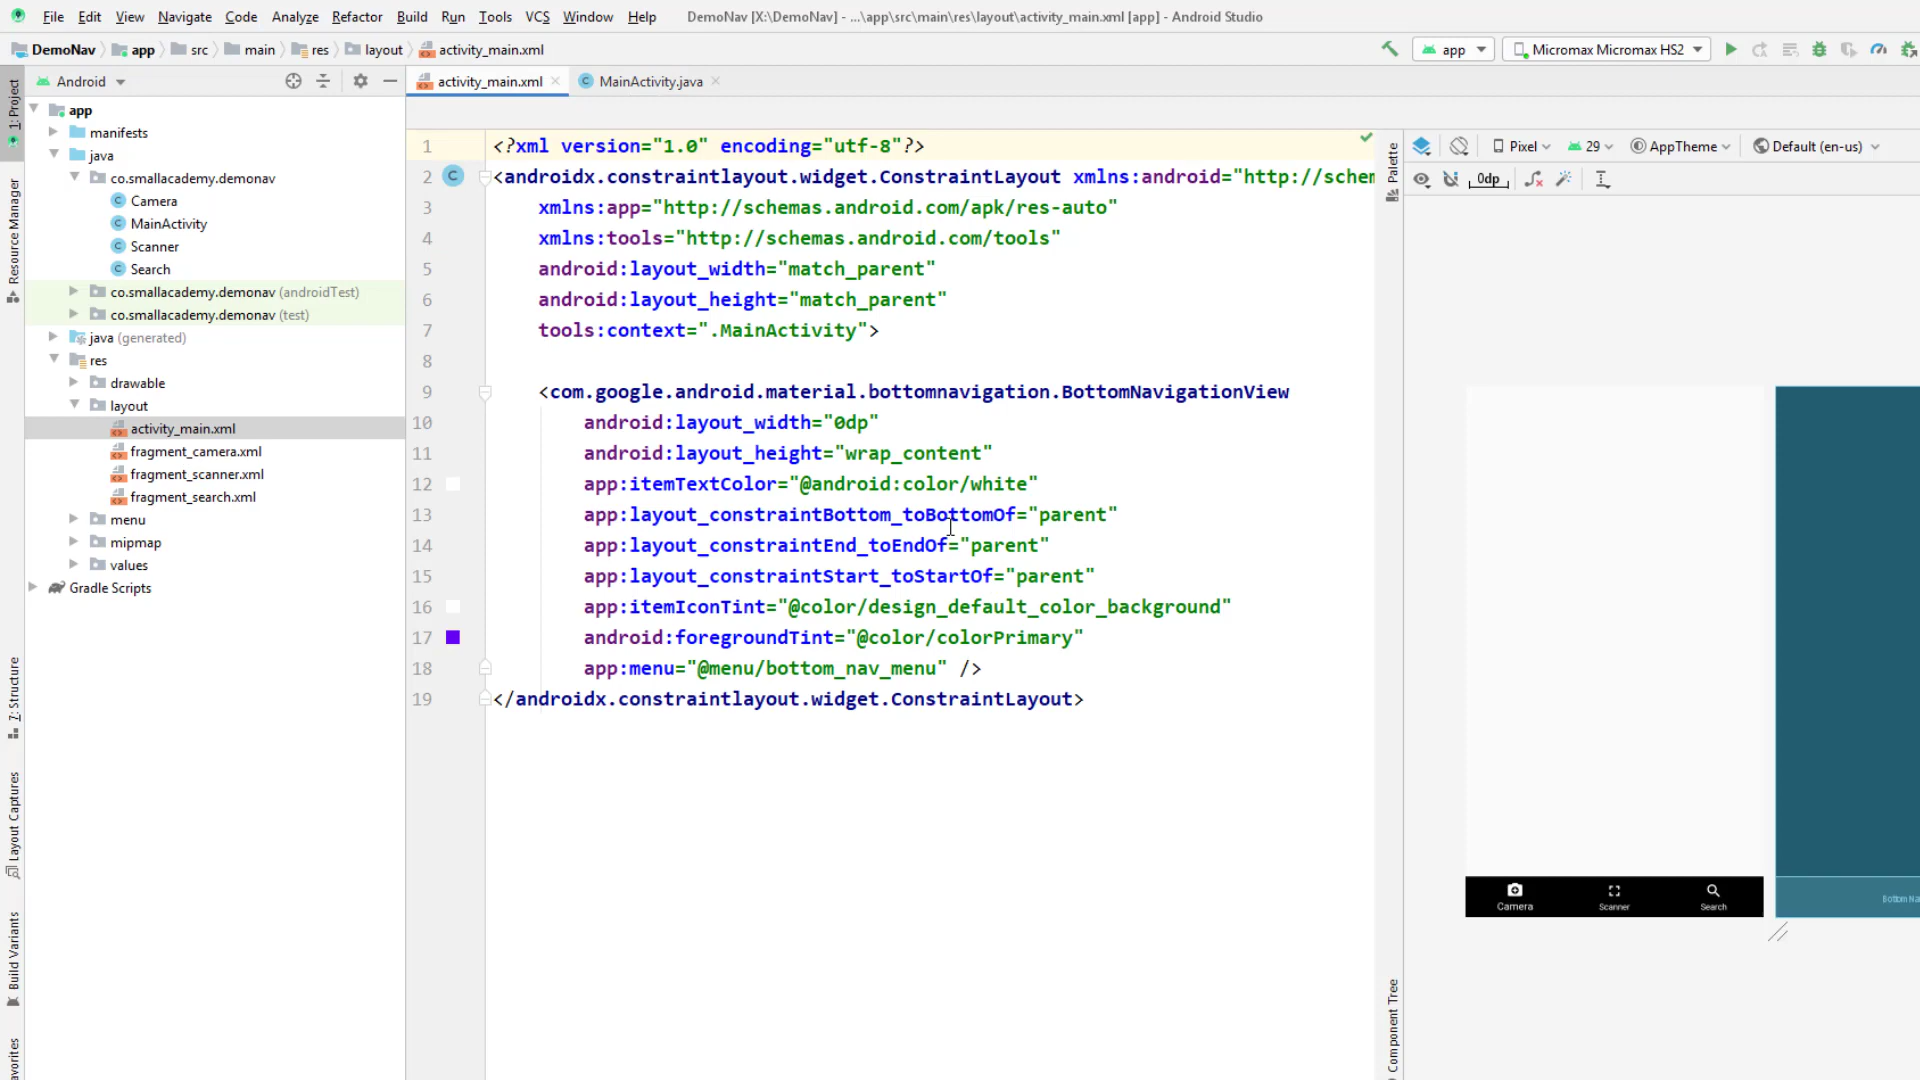 File Edit View Navigate Code Analyze Refactor Build Run Tools VCS Window Help DemoNav [X:\DemoNav] - ...\app\src\main\res\layout\activity_main.xml [app] - Android Studio
DemoNav app src main res layout activity_main.xml app Micromax Micromax HS2
Android activity_main.xml MainActivity.java
1: Project
Resource Manager
7: Structure
Layout Captures
Build Variants
app
manifests
java
co.smallacademy.demonav
Camera
MainActivity
Scanner
Search
co.smallacademy.demonav (androidTest)
co.smallacademy.demonav (test)
java (generated)
res
drawable
layout
activity_main.xml
fragment_camera.xml
fragment_scanner.xml
fragment_search.xml
menu
mipmap
values
Gradle Scripts
1 <?xml version="1.0" encoding="utf-8"?>
2 C <androidx.constraintlayout.widget.ConstraintLayout xmlns:android="http://schem
3 xmlns:app="http://schemas.android.com/apk/res-auto"
4 xmlns:tools="http://schemas.android.com/tools"
5 android:layout_width="match_parent"
6 android:layout_height="match_parent"
7 tools:context=".MainActivity">
8
9 <com.google.android.material.bottomnavigation.BottomNavigationView
10 android:layout_width="0dp"
11 android:layout_height="wrap_content"
12 app:itemTextColor="@android:color/white"
13 app:layout_constraintBottom_toBottomOf="parent"
14 app:layout_constraintEnd_toEndOf="parent"
15 app:layout_constraintStart_toStartOf="parent"
16 app:itemIconTint="@color/design_default_color_background"
17 android:foregroundTint="@color/colorPrimary"
18 app:menu="@menu/bottom_nav_menu" />
19 </androidx.constraintlayout.widget.ConstraintLayout>
Palette
Component Tree
Pixel 29 AppTheme Default (en-us)
0dp
Camera Scanner Search
Bottom Na